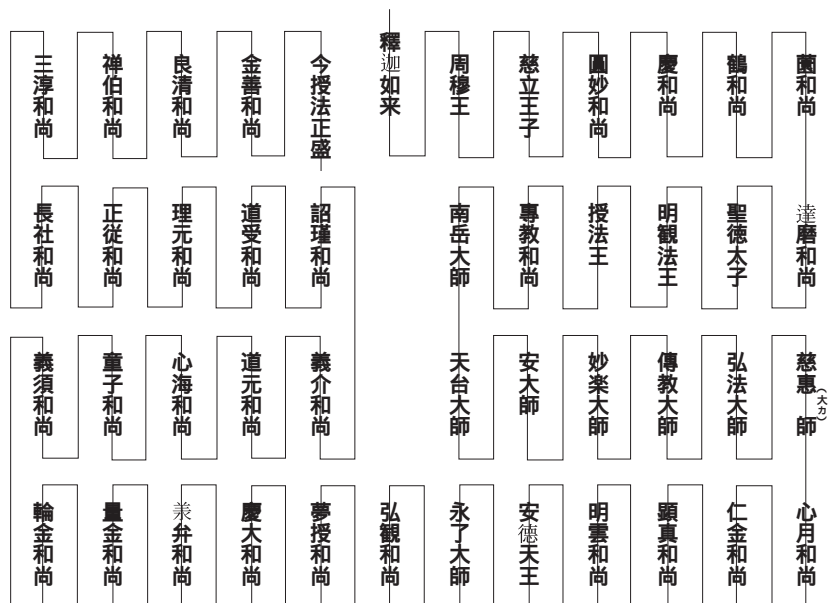 薗和尚
鶴和尚
慶和尚
圓妙和尚
慈立王子
周穆王
釋迦如来
今授法正盛
金善和尚
良清和尚
禅伯和尚
三淳和尚
達磨和尚
聖徳太子
明観法王
授法王
專教和尚
南岳大師
詔瑾和尚
道受和尚
理元和尚
正従和尚
長社和尚
慈惠　師
（大カ）
弘法大師
傳教大師
妙楽大師
安大師
天台大師
義介和尚
道元和尚
心海和尚
童子和尚
義須和尚
心月和尚
仁金和尚
顕真和尚
明雲和尚
安德天王
永了大師
弘観和尚
夢授和尚
慶大和尚
羙弁和尚
量金和尚
輪金和尚